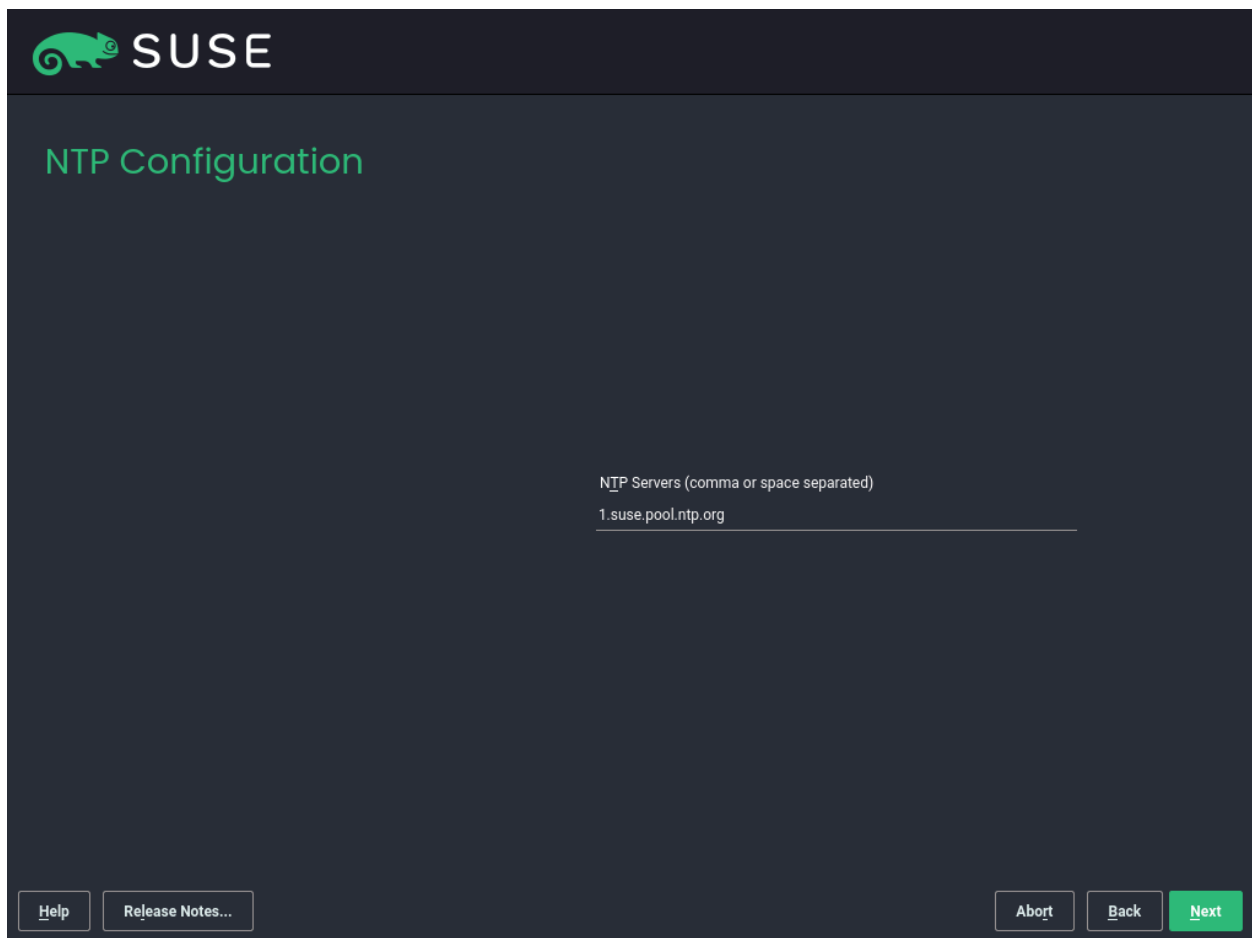 SUSE
NTP Configuration
NTP Servers (comma or space separated)
1.suse.pool.ntp.org
Help
Release Notes...
Abort
Back
Next